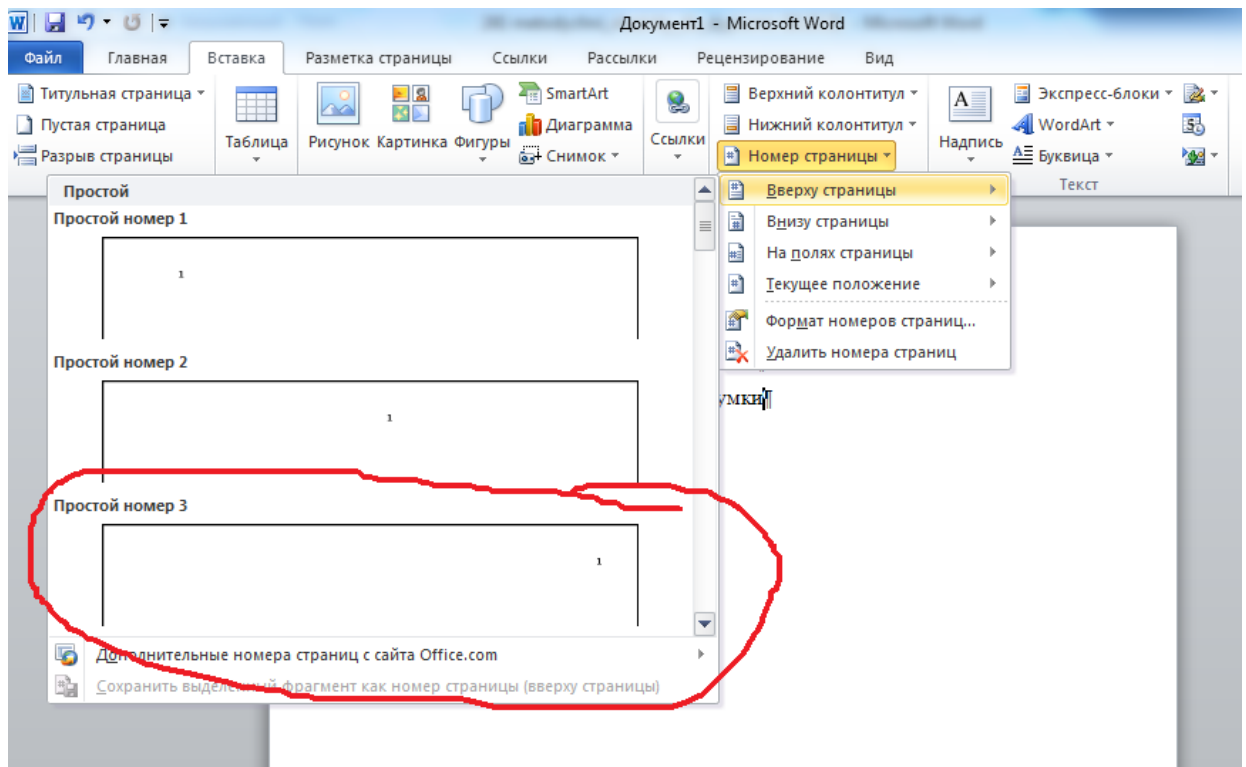 Документ1 - Microsoft Word
Файл Главная Вставка Разметка страницы Ссылки Рассылки Рецензирование Вид
Титульная страница
Пустая страница
Разрыв страницы
Таблица
Рисунок
Картинка
Фигуры
SmartArt
Диаграмма
Снимок
Ссылки
Верхний колонтитул
Нижний колонтитул
Номер страницы
Надпись
Экспресс-блоки
WordArt
Буквица
Текст
Простой
Простой номер 1
1
Простой номер 2
1
Простой номер 3
1
Дополнительные номера страниц с сайта Office.com
Сохранить выделенный фрагмент как номер страницы (вверху страницы)
Вверху страницы
Внизу страницы
На полях страницы
Текущее положение
Формат номеров страниц...
Удалить номера страниц
умки¶